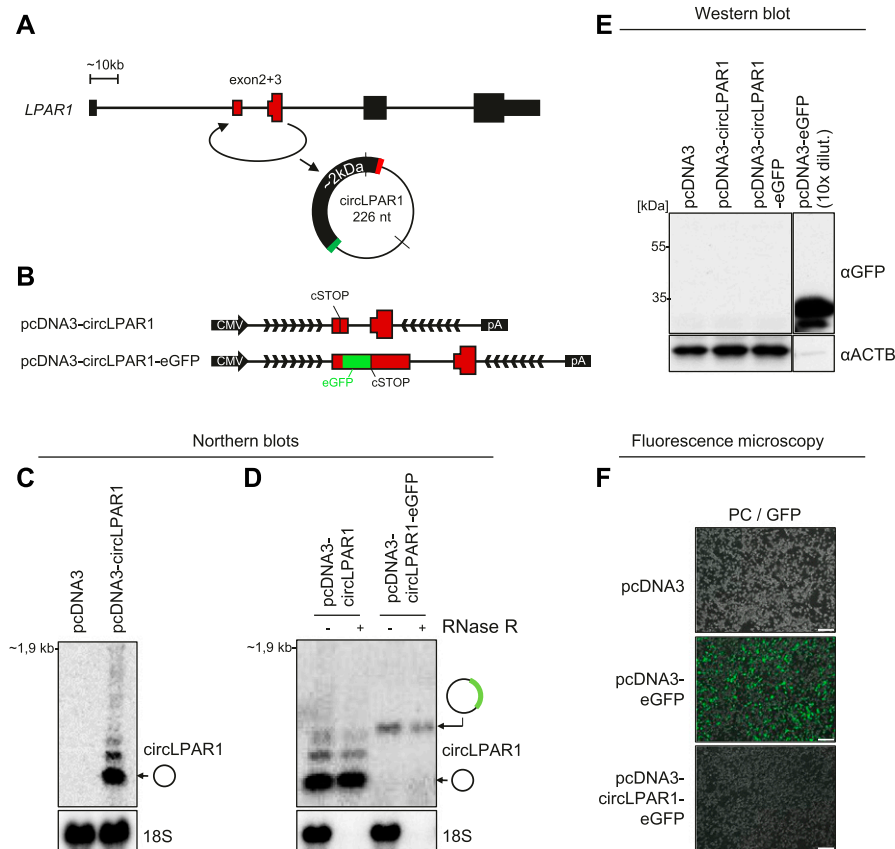 A
~10kb
exon2+3
LPAR1
~2kDa
circLPAR1
226 nt
B
cSTOP
pcDNA3-circLPAR1
CMV
pA
pcDNA3-circLPAR1-eGFP
CMV
pA
eGFP
cSTOP
Northern blots
C
pcDNA3
pcDNA3-circLPAR1
~1,9 kb
circLPAR1
18S
D
pcDNA3-
circLPAR1
pcDNA3-
circLPAR1-eGFP
- + - +
RNase R
~1,9 kb
circLPAR1
18S
E
Western blot
pcDNA3
pcDNA3-circLPAR1
pcDNA3-circLPAR1
-eGFP
pcDNA3-eGFP
(10x dilut.)
[kDa]
55
35
αGFP
αACTB
Fluorescence microscopy
F
PC / GFP
pcDNA3
pcDNA3-
eGFP
pcDNA3-
circLPAR1-
eGFP